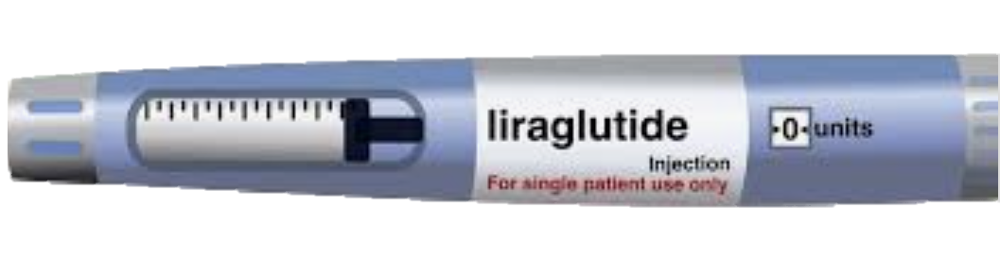 liraglutide
Injection
For single patient use only
0 units